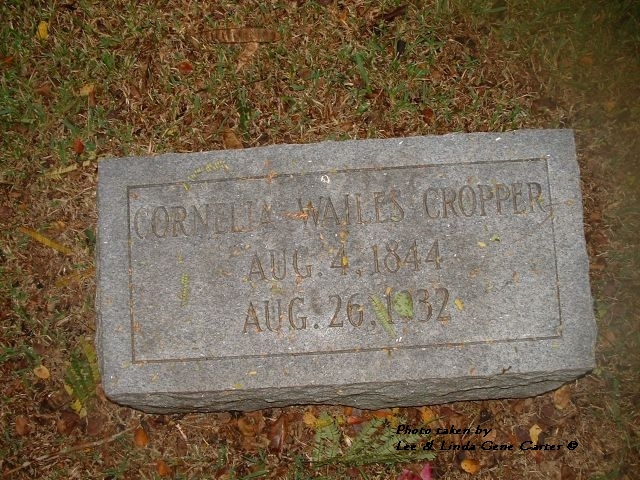 CORNELIA WAILES CROPPER
AUG. 4, 1844
AUG. 26, 1932
Photo taken by
Lee & Linda Gene Carter ©